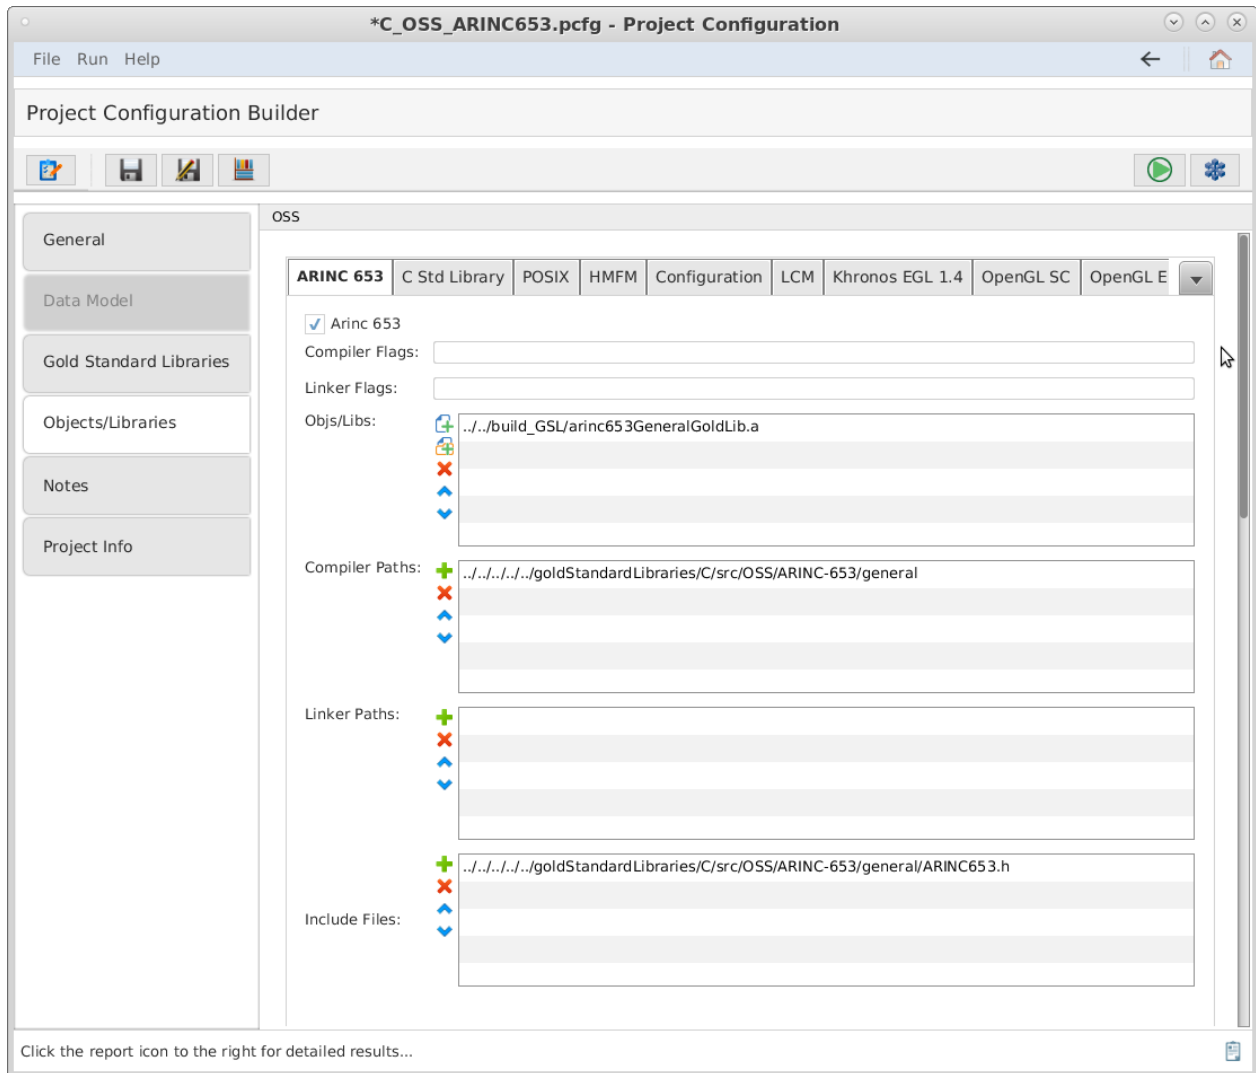 *C_OSS_ARINC653.pcfg - Project Configuration
File Run Help
Project Configuration Builder
OSS
General
Data Model
Gold Standard Libraries
Objects/Libraries
Notes
Project Info
ARINC 653 C Std Library POSIX HMFM Configuration LCM Khronos EGL 1.4 OpenGL SC OpenGL E
Arinc 653
Compiler Flags:
Linker Flags:
Objs/Libs: ../../build_GSL/arinc653GeneralGoldLib.a
Compiler Paths: ../../../../../goldStandardLibraries/C/src/OSS/ARINC-653/general
Linker Paths:
../../../../../goldStandardLibraries/C/src/OSS/ARINC-653/general/ARINC653.h
Include Files:
Click the report icon to the right for detailed results...